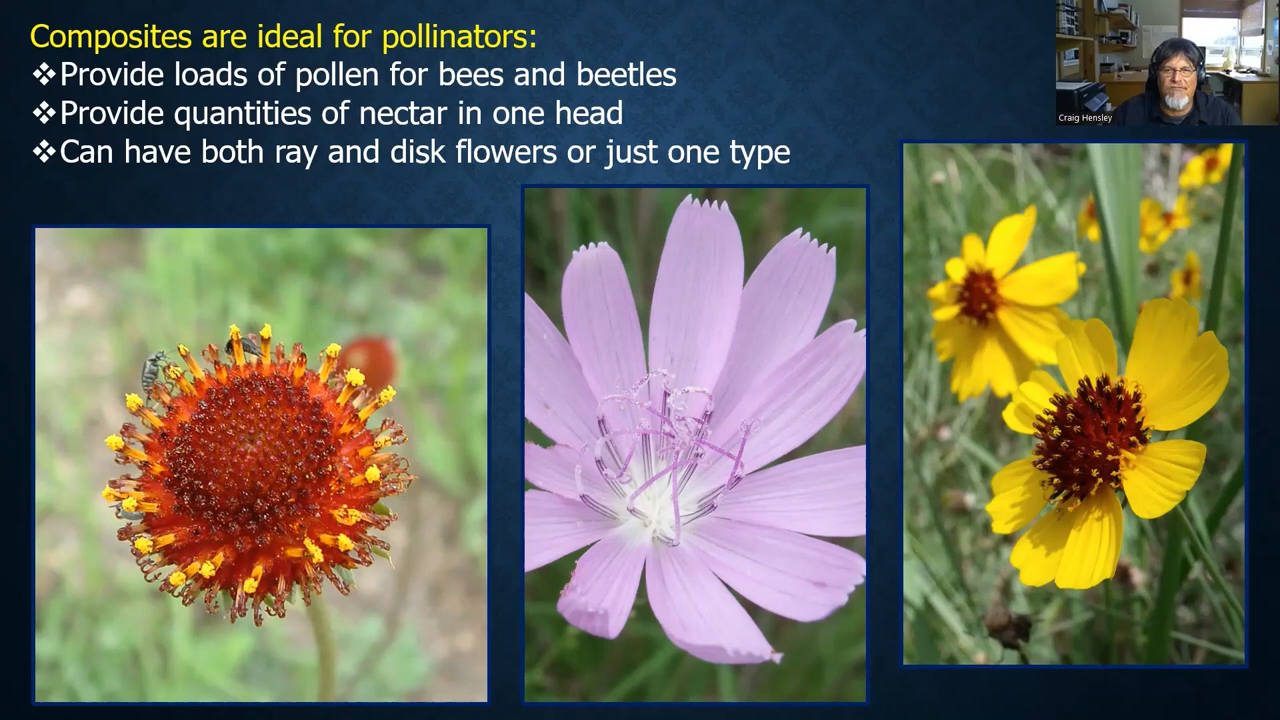 Composites are ideal for pollinators:
❖Provide loads of pollen for bees and beetles
❖Provide quantities of nectar in one head
❖Can have both ray and disk flowers or just one type
Craig Hensley